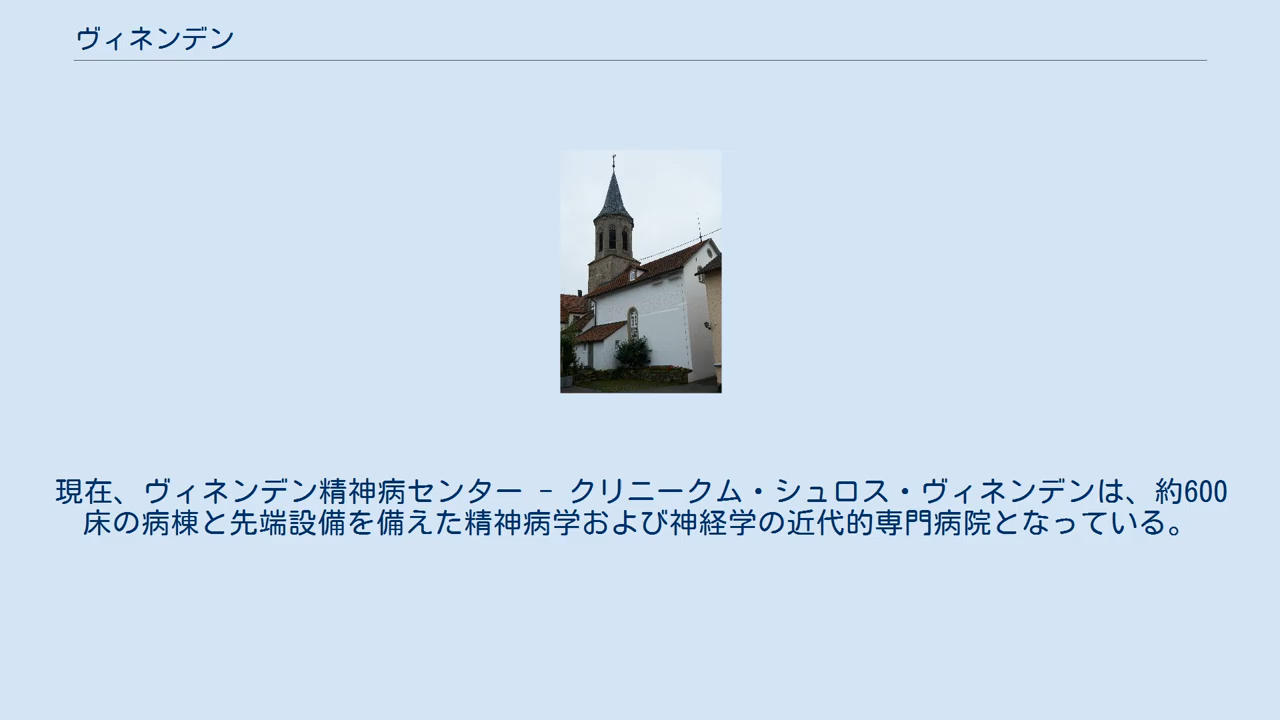 ヴィネンデン
現在、ヴィネンデン精神病センター - クリニークム・シュロス・ヴィネンデンは、約600
床の病棟と先端設備を備えた精神病学および神経学の近代的専門病院となっている。